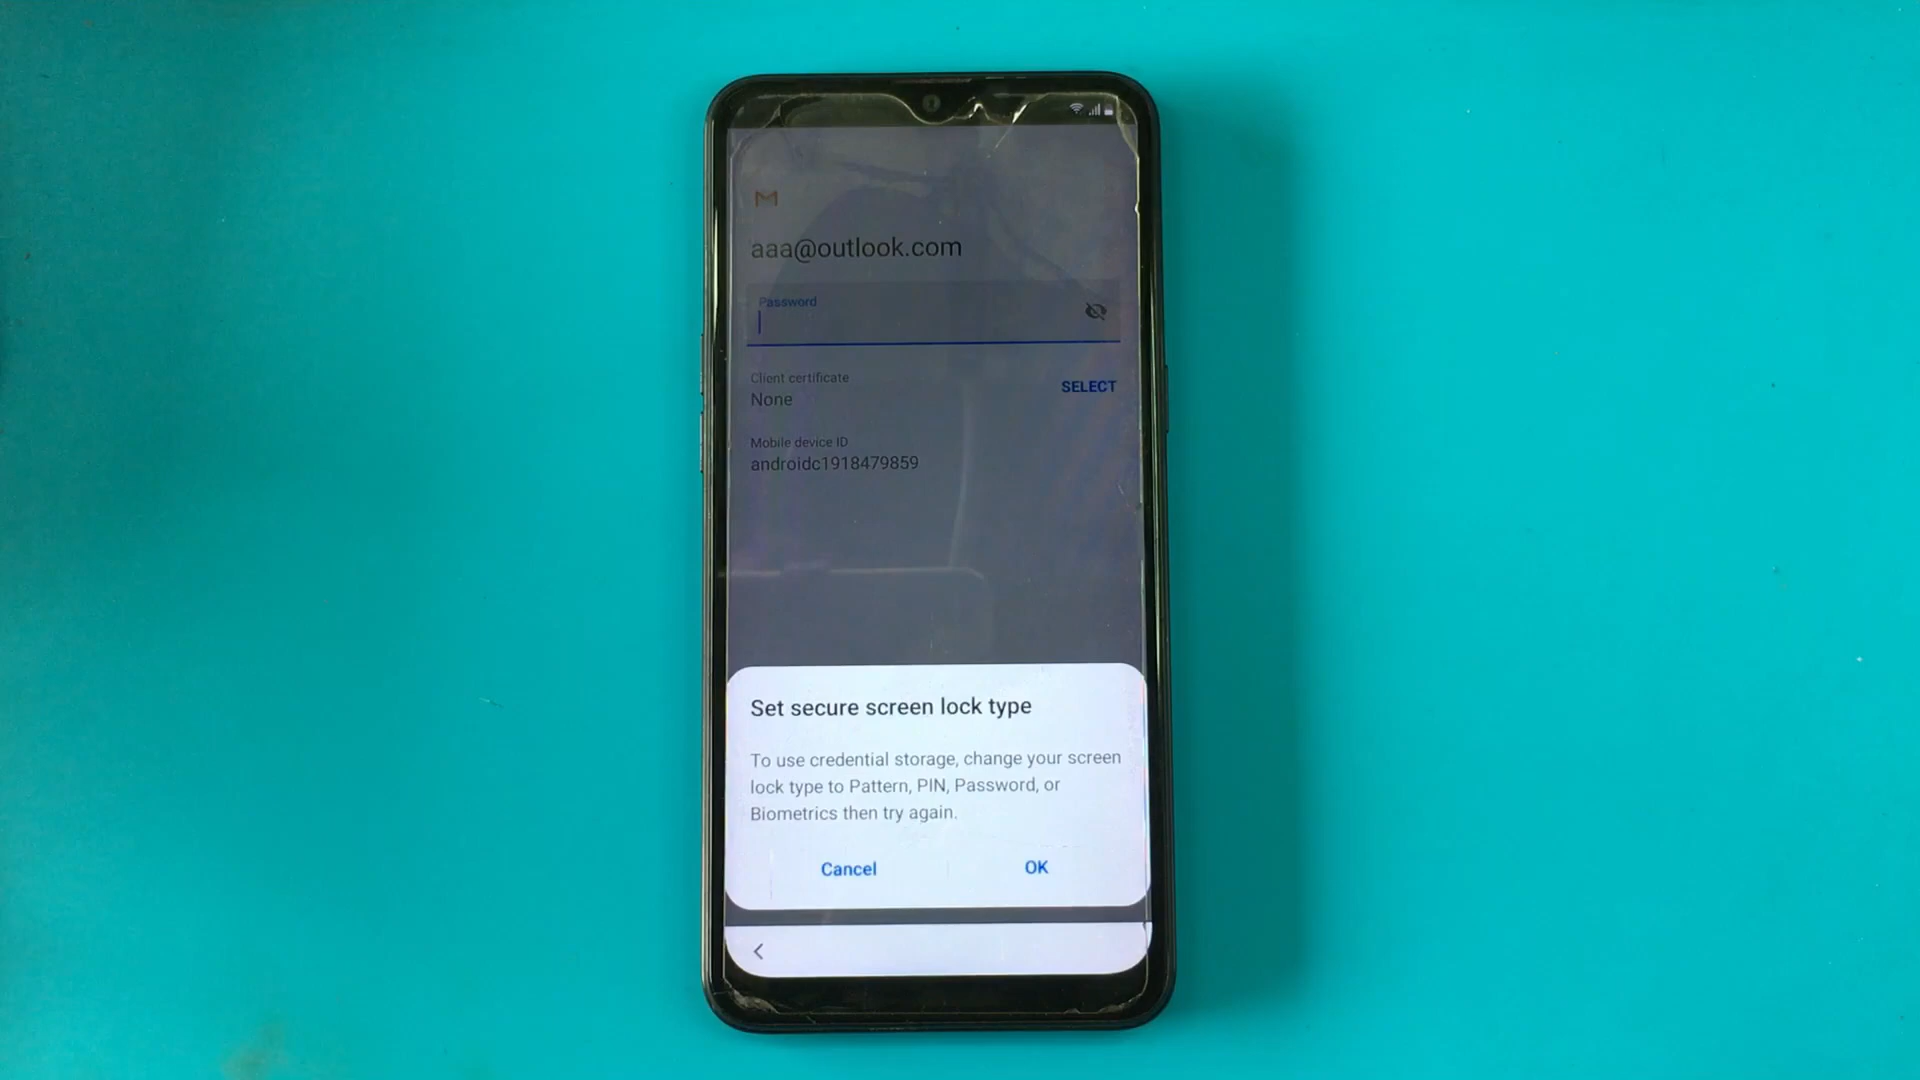 aaa@outlook.com
Password
Client certificate
SELECT
None
Mobile device ID
androidc1918479859
Set secure screen lock type
To use credential storage, change your screen
lock type to Pattern, PIN, Password, or
Biometrics then try again.
Cancel OK